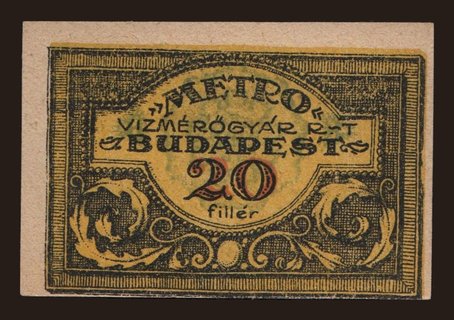 »METRO«
VIZMÉRŐGYÁR R-T
BUDAPEST
20
fillér